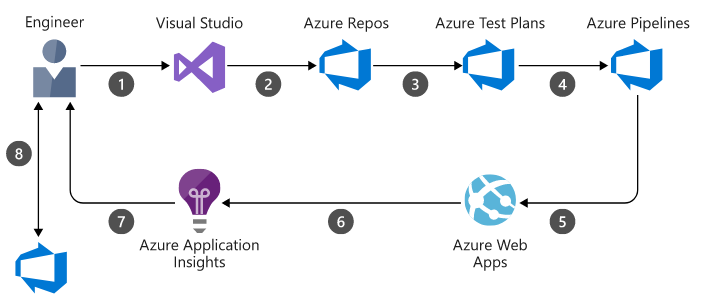 Engineer
Visual Studio
Azure Repos
Azure Test Plans
Azure Pipelines
1
2
3
4
8
7
6
5
Azure Application
Insights
Azure Web
Apps